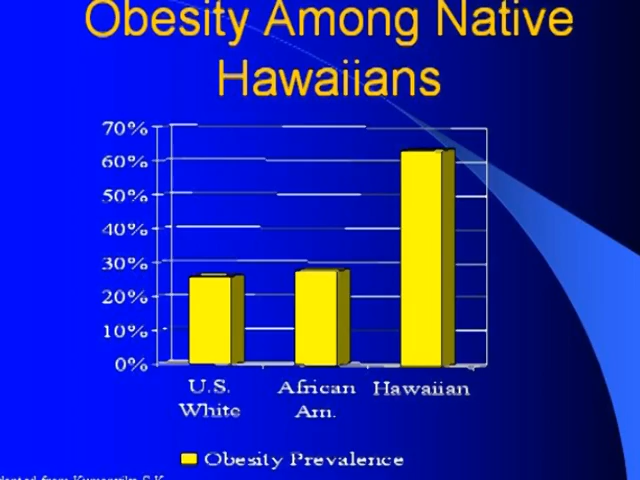 Obesity Among Native
Hawaiians
70%
60%
50%
40%
30%
20%
10%
0%
U.S.
White
African
Am.
Hawaiian
Obesity Prevalence